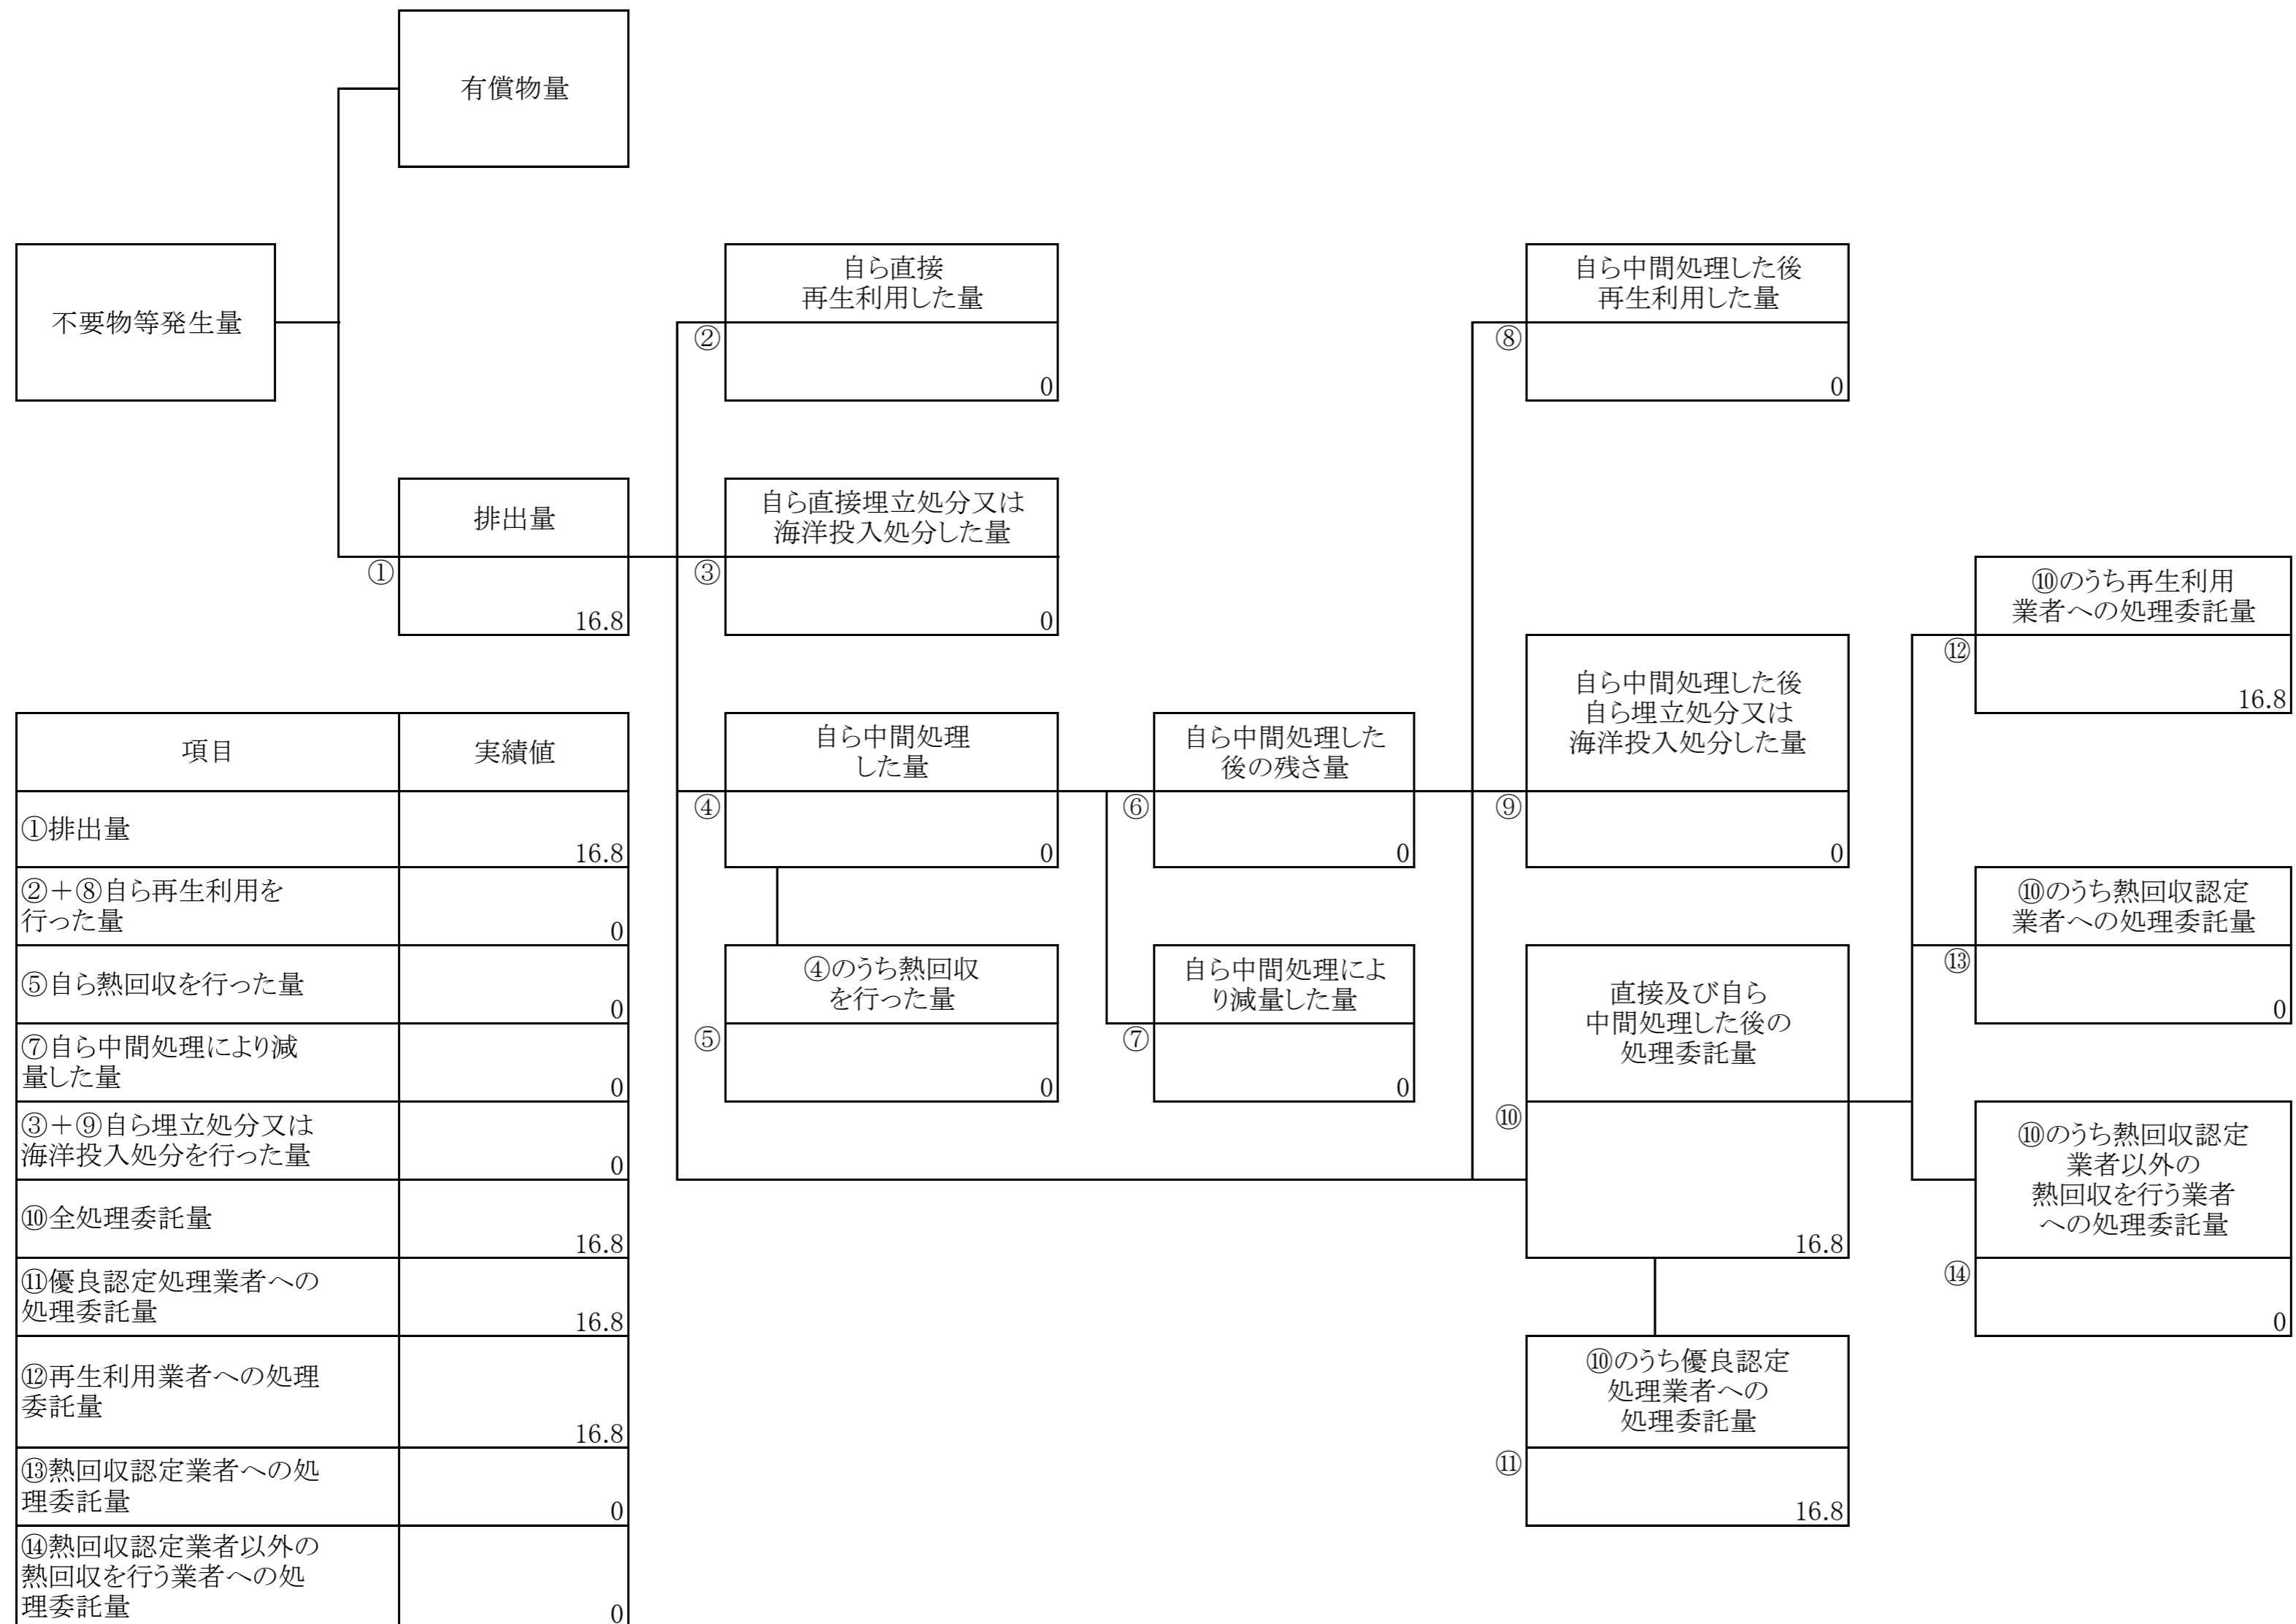 有償物量
不要物等発生量
自ら直接
再生利用した量
②
0
自ら中間処理した後
再生利用した量
⑧
0
排出量
①
16.8
自ら直接埋立処分又は
海洋投入処分した量
③
0
⑩のうち再生利用
業者への処理委託量
⑫
16.8
自ら中間処理
した量
④
0
自ら中間処理した
後の残さ量
⑥
0
自ら中間処理した後
自ら埋立処分又は
海洋投入処分した量
⑨
0
⑩のうち熱回収認定
業者への処理委託量
⑬
0
④のうち熱回収
を行った量
⑤
0
自ら中間処理によ
り減量した量
⑦
0
直接及び自ら
中間処理した後の
処理委託量
⑩
16.8
⑩のうち熱回収認定
業者以外の
熱回収を行う業者
への処理委託量
⑭
0
⑩のうち優良認定
処理業者への
処理委託量
⑪
16.8
項目 実績値
①排出量
16.8
②＋⑧自ら再生利用を
行った量
0
⑤自ら熱回収を行った量
0
⑦自ら中間処理により減
量した量
0
③＋⑨自ら埋立処分又は
海洋投入処分を行った量
0
⑩全処理委託量
16.8
⑪優良認定処理業者への
処理委託量
16.8
⑫再生利用業者への処理
委託量
16.8
⑬熱回収認定業者への処
理委託量
0
⑭熱回収認定業者以外の
熱回収を行う業者への処
理委託量
0